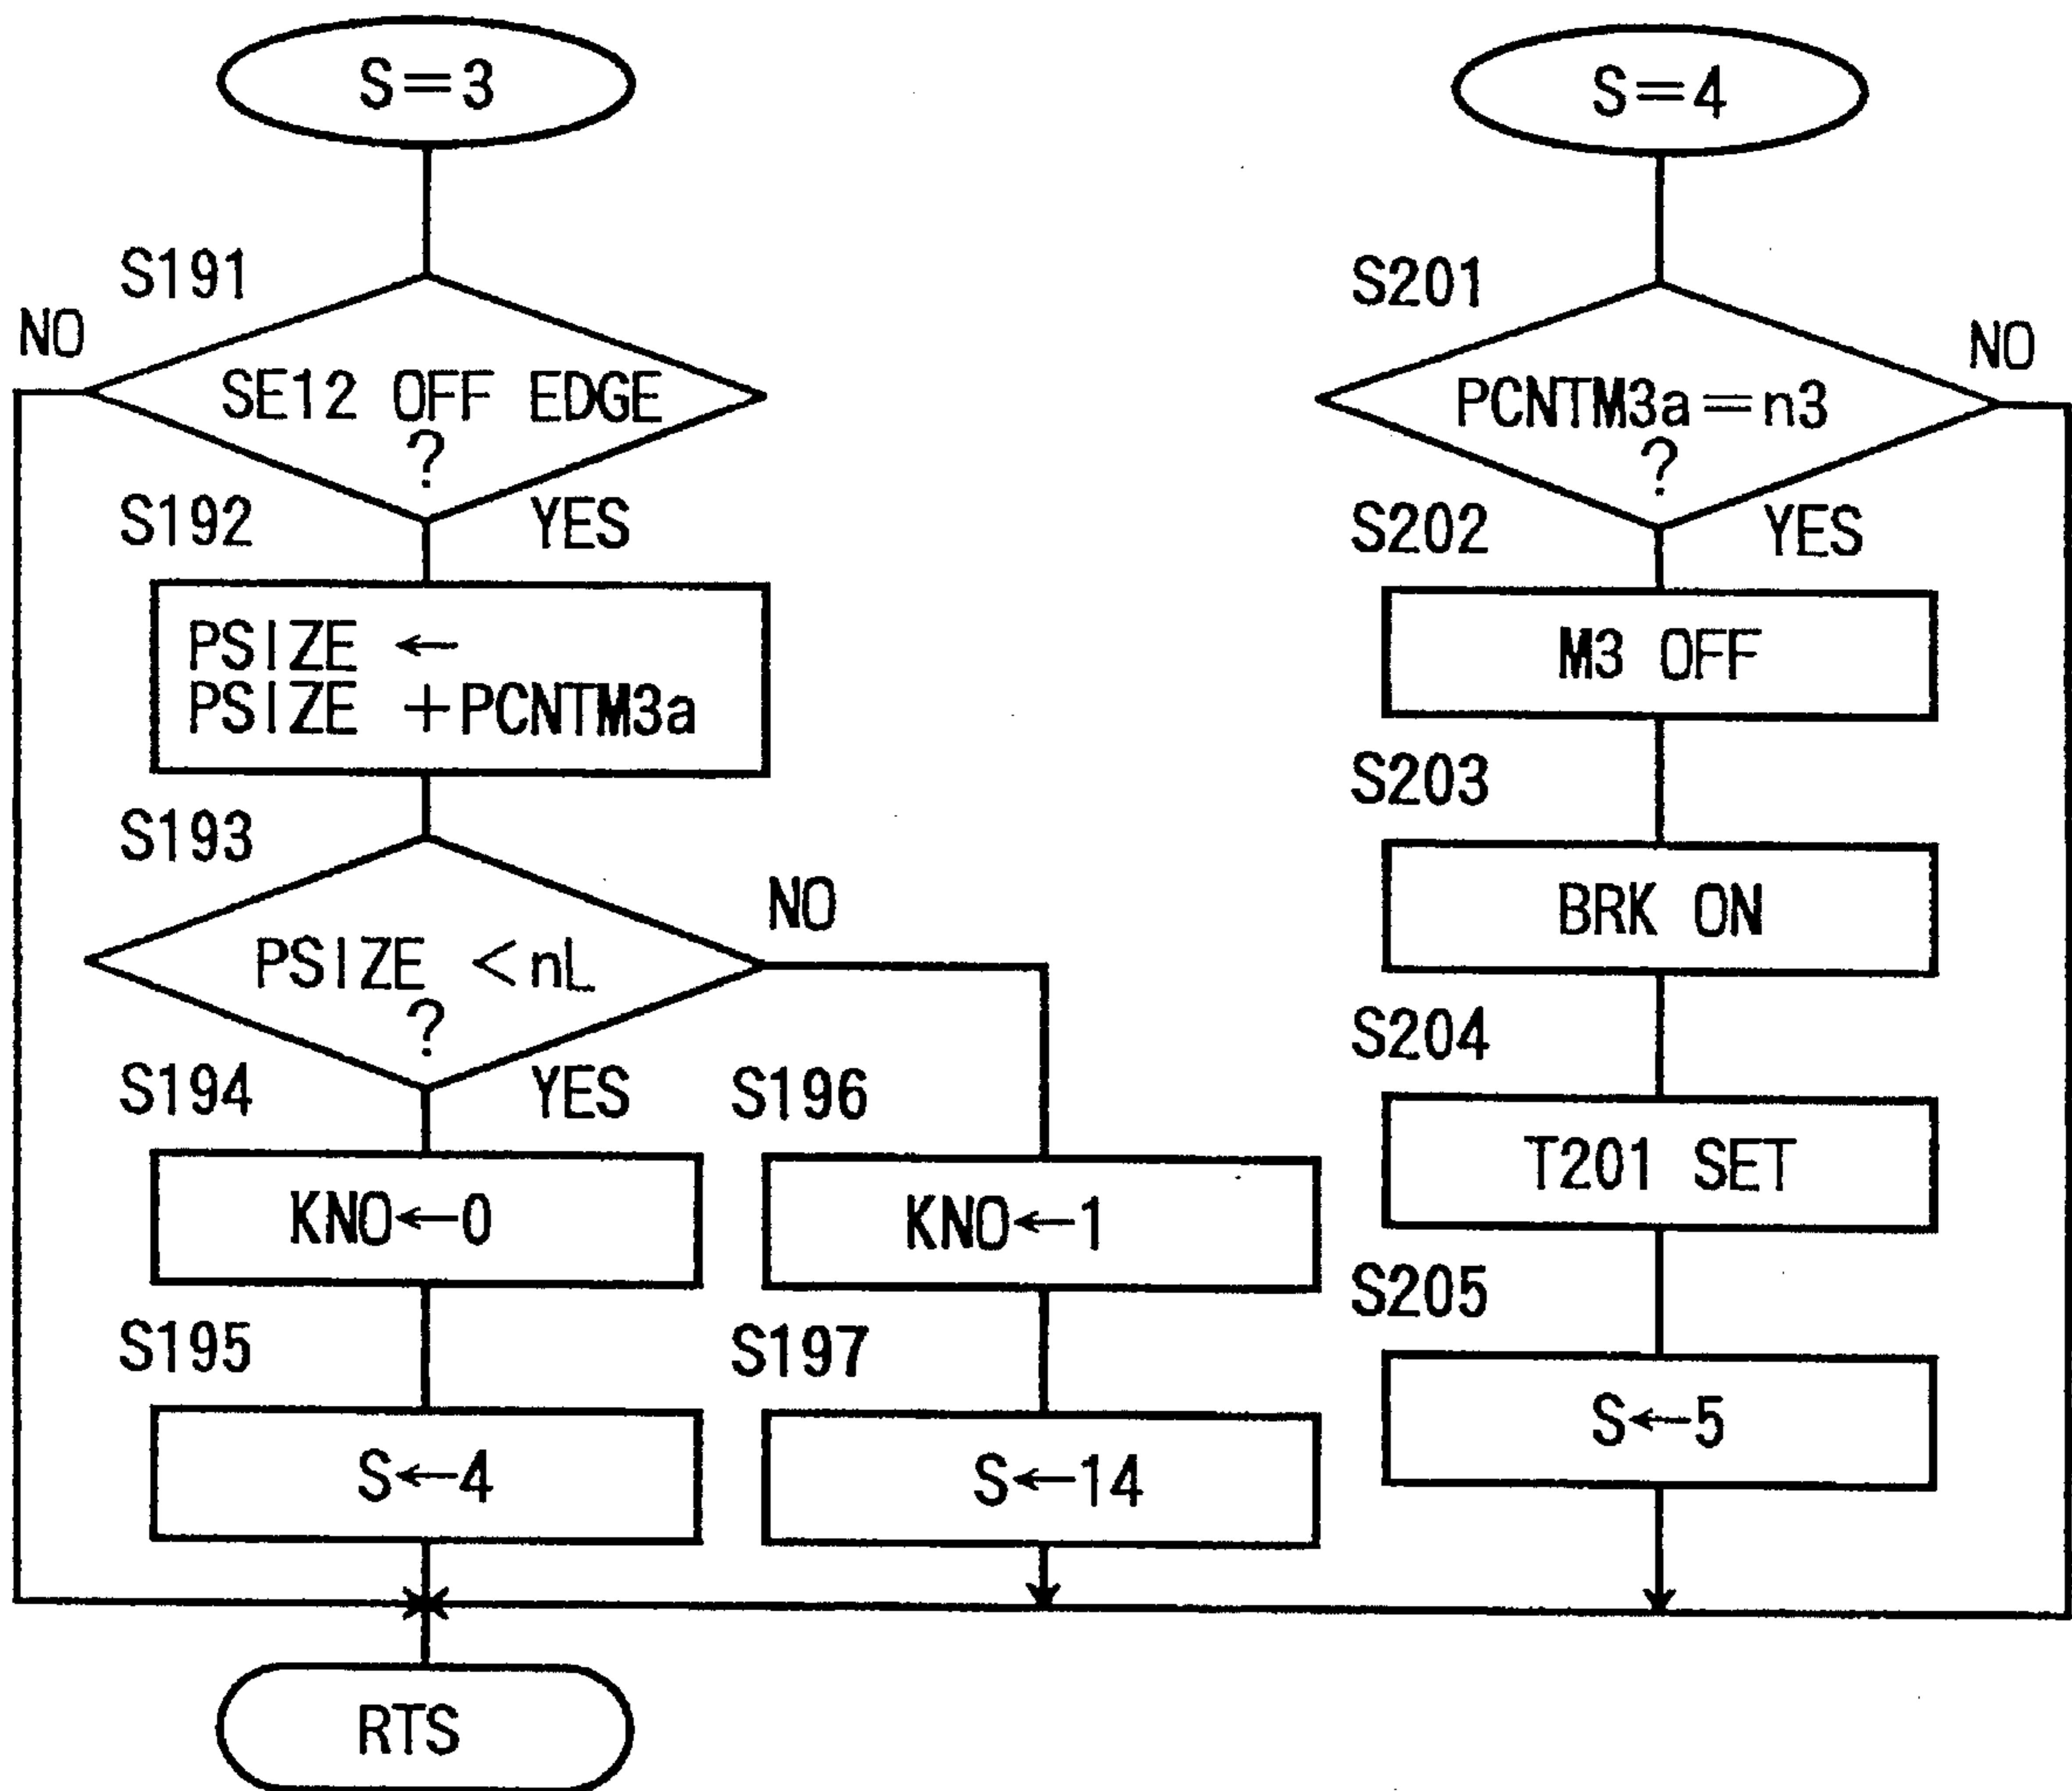 S=3
S191
NO
SE12 OFF EDGE
?
S192
YES
PSIZE ←
PSIZE +PCNTM3a
S193
NO
PSIZE <nL
?
S194
YES
KNO←0
S195
S←4
S196
KNO←1
S197
S←14
RTS
S=4
S201
NO
PCNTM3a=n3
?
S202
YES
M3 OFF
S203
BRK ON
S204
T201 SET
S205
S←5